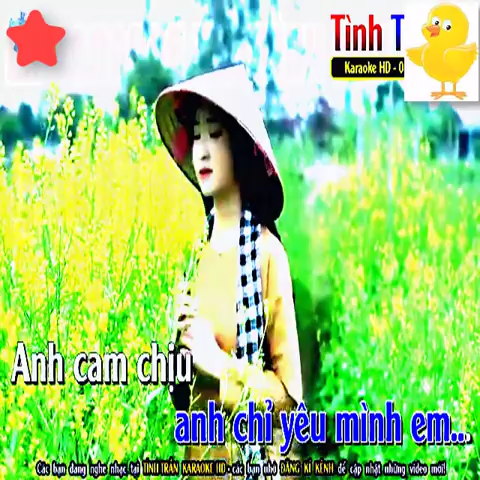 Tình T
Karaoke HD - 0
Anh cam chịu
anh chỉ yêu mình em...
Các bạn đang nghe nhạc tại TÌNH TRẦN KARAOKE HD - các bạn nhớ ĐĂNG KÍ KÊNH để cập nhật những video mới!